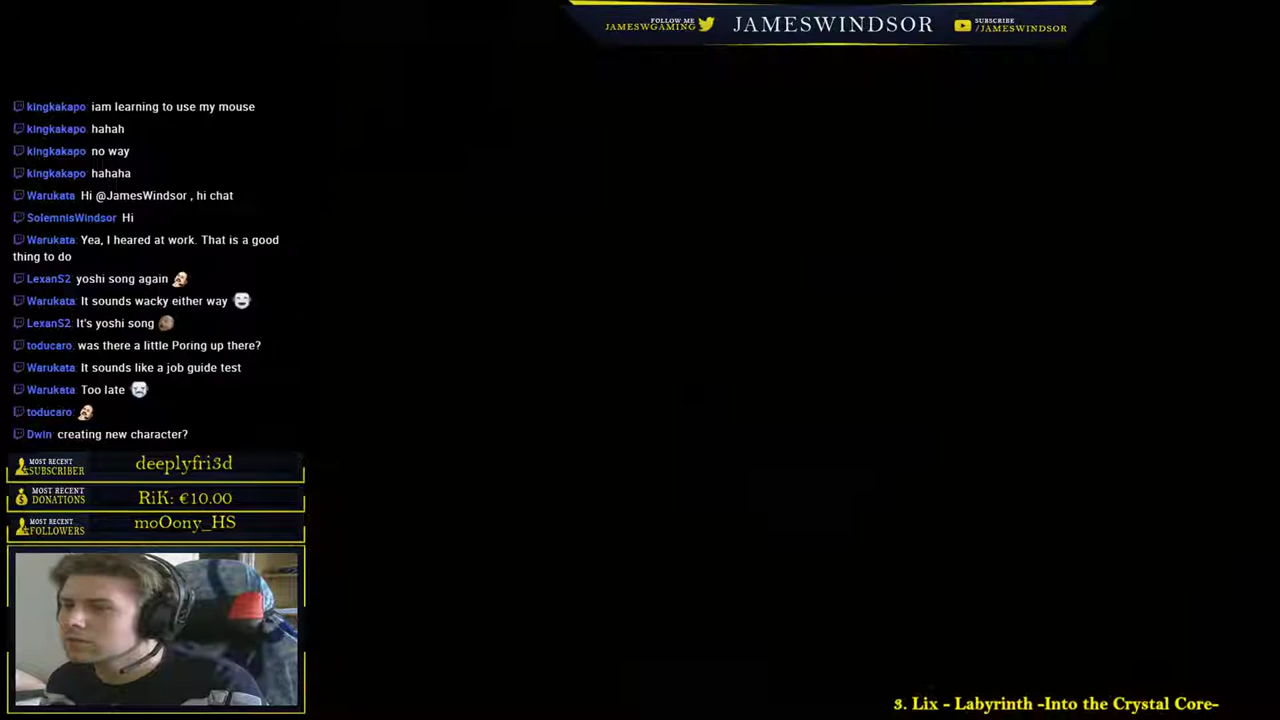 FOLLOW ME
JAMESWGAMING
JAMESWINDSOR
SUBSCRIBE
/JAMESWINDSOR
kingkakapo: iam learning to use my mouse
kingkakapo: hahah
kingkakapo: no way
kingkakapo: hahaha
Warukata: Hi @JamesWindsor , hi chat
SolemnisWindsor: Hi
Warukata: Yea, I heared at work. That is a good
thing to do
LexanS2: yoshi song again
Warukata: It sounds wacky either way
LexanS2: It's yoshi song
toducaro: was there a little Poring up there?
Warukata: It sounds like a job guide test
Warukata: Too late
toducaro:
Dwin: creating new character?
MOST RECENT
SUBSCRIBER
deeplyfri3d
MOST RECENT
DONATIONS
RiK: €10.00
MOST RECENT
FOLLOWERS
moOony_HS
3. Lix - Labyrinth -Into the Crystal Core-